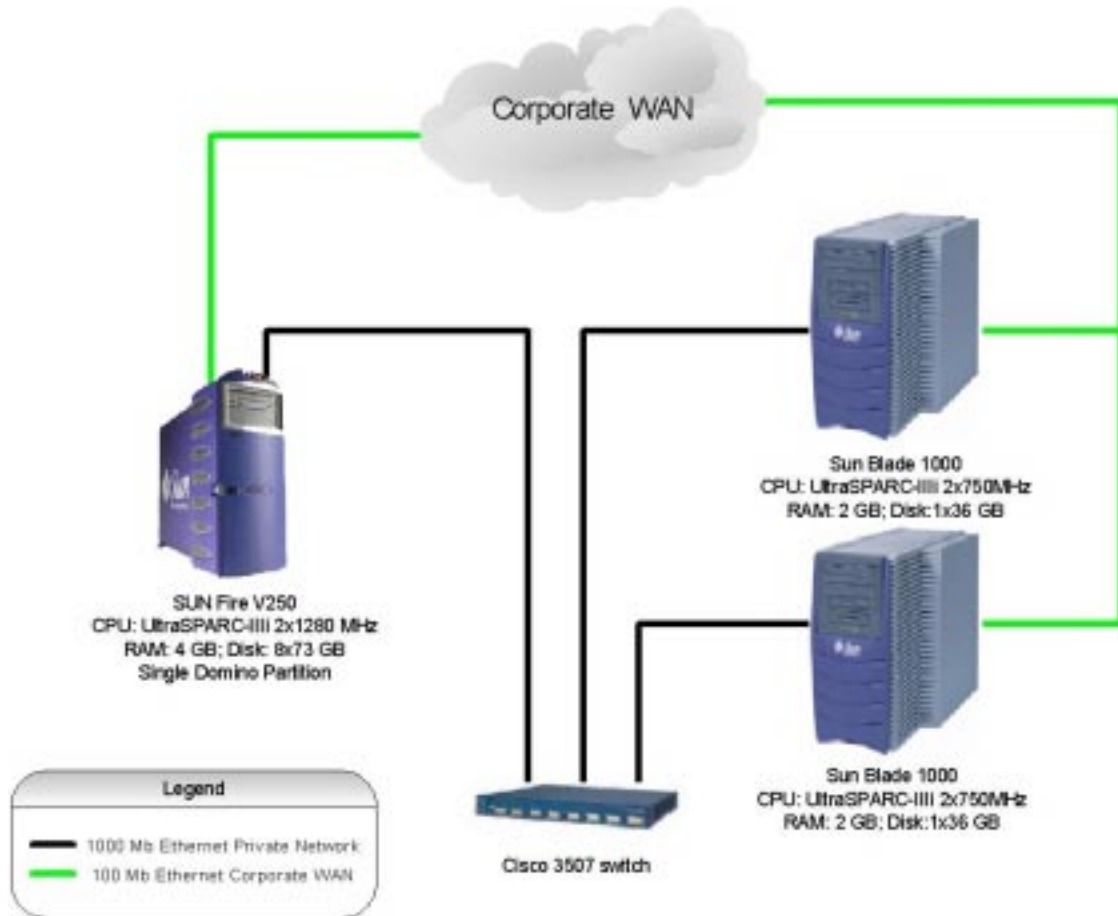 Corporate WAN
Sun Blade 1000
CPU: UltraSPARC-IIIi 2x750MHz
RAM: 2 GB; Disk:1x36 GB
SUN Fire V250
CPU: UltraSPARC-IIIi 2x1280 MHz
RAM: 4 GB; Disk: 8x73 GB
Single Domino Partition
Sun Blade 1000
CPU: UltraSPARC-IIIi 2x750MHz
RAM: 2 GB; Disk:1x36 GB
Cisco 3507 switch
Legend
1000 Mb Ethernet Private Network
100 Mb Ethernet Corporate WAN